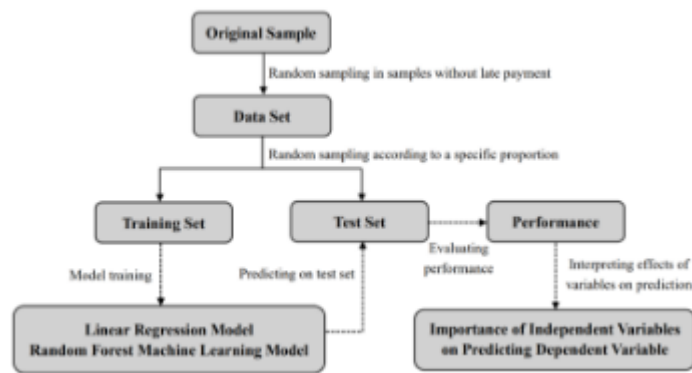 Original Sample
Random sampling in samples without late payment
Data Set
Random sampling according to a specific proportion
Training Set
Test Set
Performance
Model training
Predicting on test set
Evaluating
performance
Interpreting effects of
variables on prediction
Linear Regression Model
Random Forest Machine Learning Model
Importance of Independent Variables
on Predicting Dependent Variable